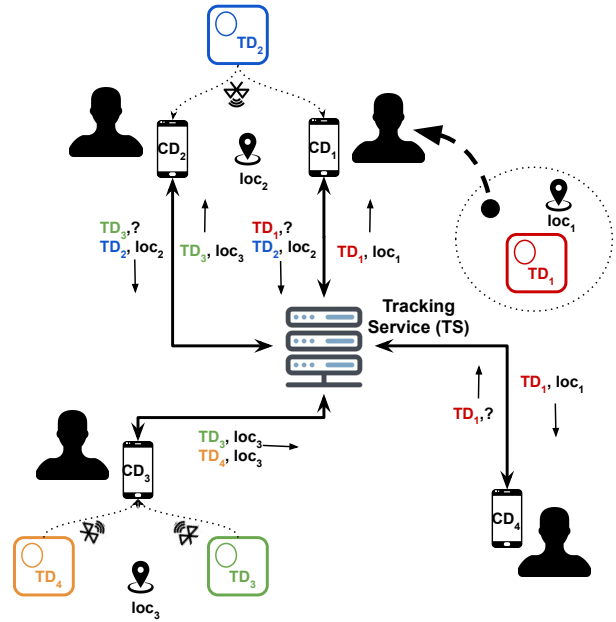 TD₂
CD₂
CD₁
loc₂
loc₁
TD₃,?
TD₂, loc₂
TD₃, loc₃
TD₁,?
TD₂, loc₂
TD₁, loc₁
TD₁
Tracking
Service (TS)
TD₁,?
TD₁, loc₁
TD₃, loc₃
TD₄, loc₃
CD₃
CD₄
TD₄
TD₃
loc₃